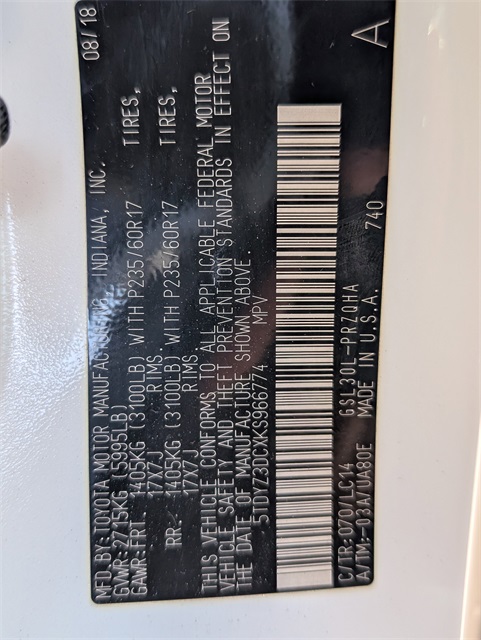 MFD BY: TOYOTA MOTOR MANUFACTURING, INDIANA, INC. 08/18
GVWR: 2715KG (5995LB)
GAWR: FRT 1405KG (3100LB) WITH P235/60R17 TIRES,
17X7J RIMS.
RR. 1405KG (3100LB) WITH P235/60R17 TIRES,
17X7J RIMS.
THIS VEHICLE CONFORMS TO ALL APPLICABLE FEDERAL MOTOR
VEHICLE SAFETY AND THEFT PREVENTION STANDARDS IN EFFECT ON
THE DATE OF MANUFACTURE SHOWN ABOVE.
5TDYZ3DCXKS966774 MPV A
C/TR:070/LC14 GSL30L-PRZQHA 740
A/TM:-03A/UA80E MADE IN U.S.A.